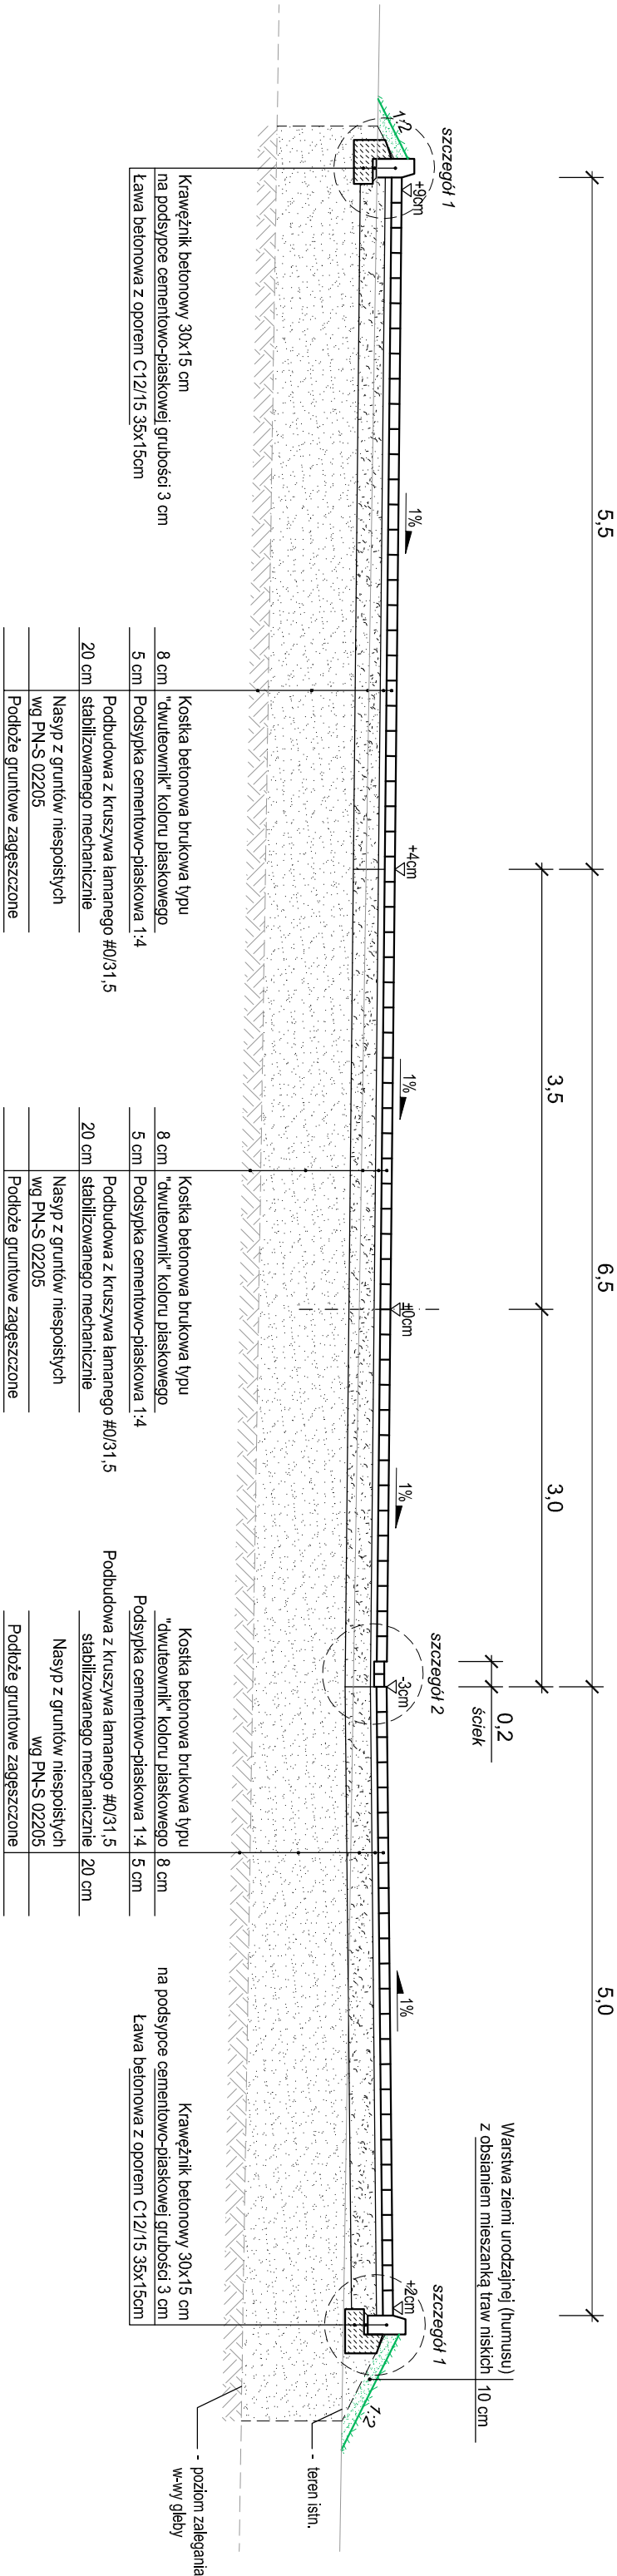 5,5
6,5
5,0
3,5
3,0
0,2
ściek
szczegół 1
1:2
+9cm
1%
+4cm
1%
±0cm
1%
szczegół 2
-3cm
1%
+2cm
szczegół 1
1:2
Warstwa ziemi urodzajnej (humusu)
z obsianiem mieszanką traw niskich 10 cm
- teren istn.
- poziom zalegania
w-wy gleby
Krawężnik betonowy 30x15 cm
na podsypce cementowo-piaskowej grubości 3 cm
Ława betonowa z oporem C12/15 35x15cm
Kostka betonowa brukowa typu
8 cm "dwuteownik" koloru piaskowego
5 cm Podsypka cementowo-piaskowa 1:4
Podbudowa z kruszywa łamanego #0/31,5
20 cm stabilizowanego mechanicznie
Nasyp z gruntów niespoistych
wg PN-S 02205
Podłoże gruntowe zagęszczone
Kostka betonowa brukowa typu
8 cm "dwuteownik" koloru piaskowego
5 cm Podsypka cementowo-piaskowa 1:4
Podbudowa z kruszywa łamanego #0/31,5
20 cm stabilizowanego mechanicznie
Nasyp z gruntów niespoistych
wg PN-S 02205
Podłoże gruntowe zagęszczone
Kostka betonowa brukowa typu
"dwuteownik" koloru piaskowego 8 cm
Podsypka cementowo-piaskowa 1:4 5 cm
Podbudowa z kruszywa łamanego #0/31,5
stabilizowanego mechanicznie 20 cm
Nasyp z gruntów niespoistych
wg PN-S 02205
Podłoże gruntowe zagęszczone
Krawężnik betonowy 30x15 cm
na podsypce cementowo-piaskowej grubości 3 cm
Ława betonowa z oporem C12/15 35x15cm